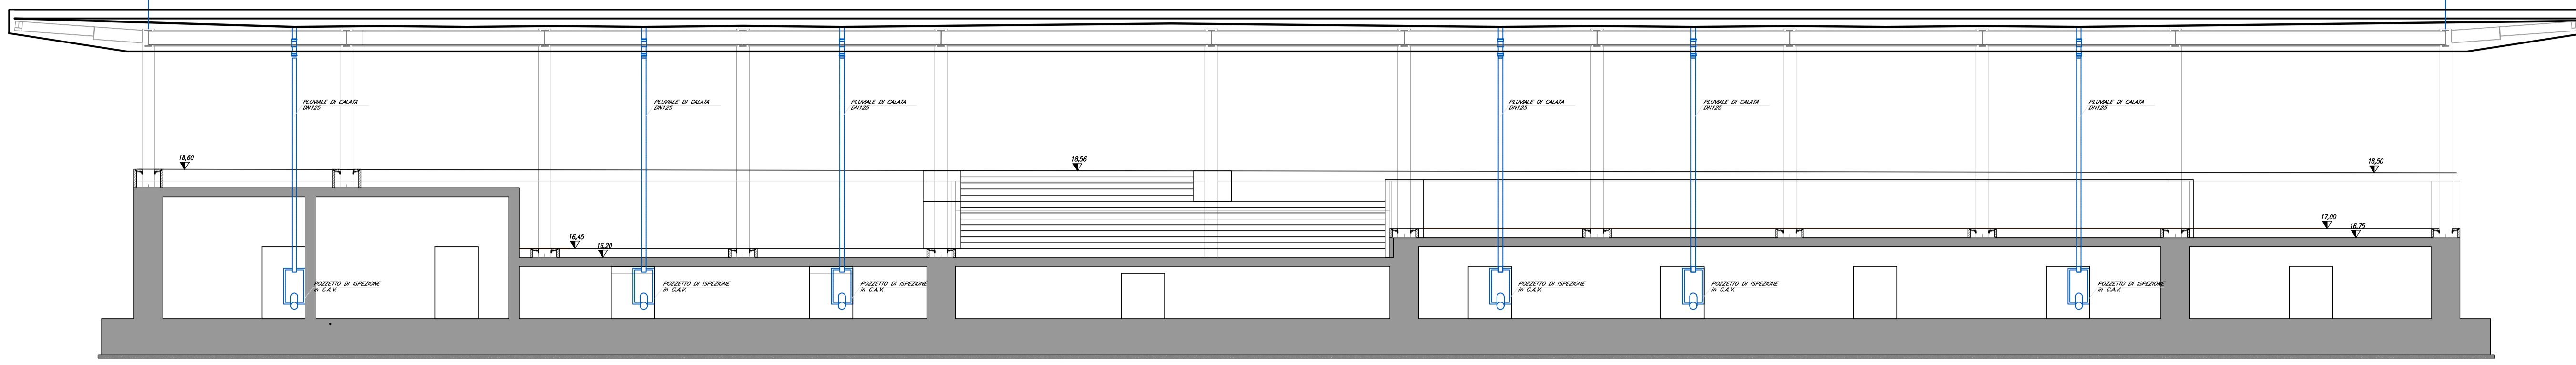 PLUVIALE DI CALATA
DN125
PLUVIALE DI CALATA
DN125
PLUVIALE DI CALATA
DN125
PLUVIALE DI CALATA
DN125
PLUVIALE DI CALATA
DN125
PLUVIALE DI CALATA
DN125
18,60
18,56
18,50
16,45
16,20
17,00
16,75
POZZETTO DI ISPEZIONE
in C.A.V.
POZZETTO DI ISPEZIONE
in C.A.V.
POZZETTO DI ISPEZIONE
in C.A.V.
POZZETTO DI ISPEZIONE
in C.A.V.
POZZETTO DI ISPEZIONE
in C.A.V.
POZZETTO DI ISPEZIONE
in C.A.V.